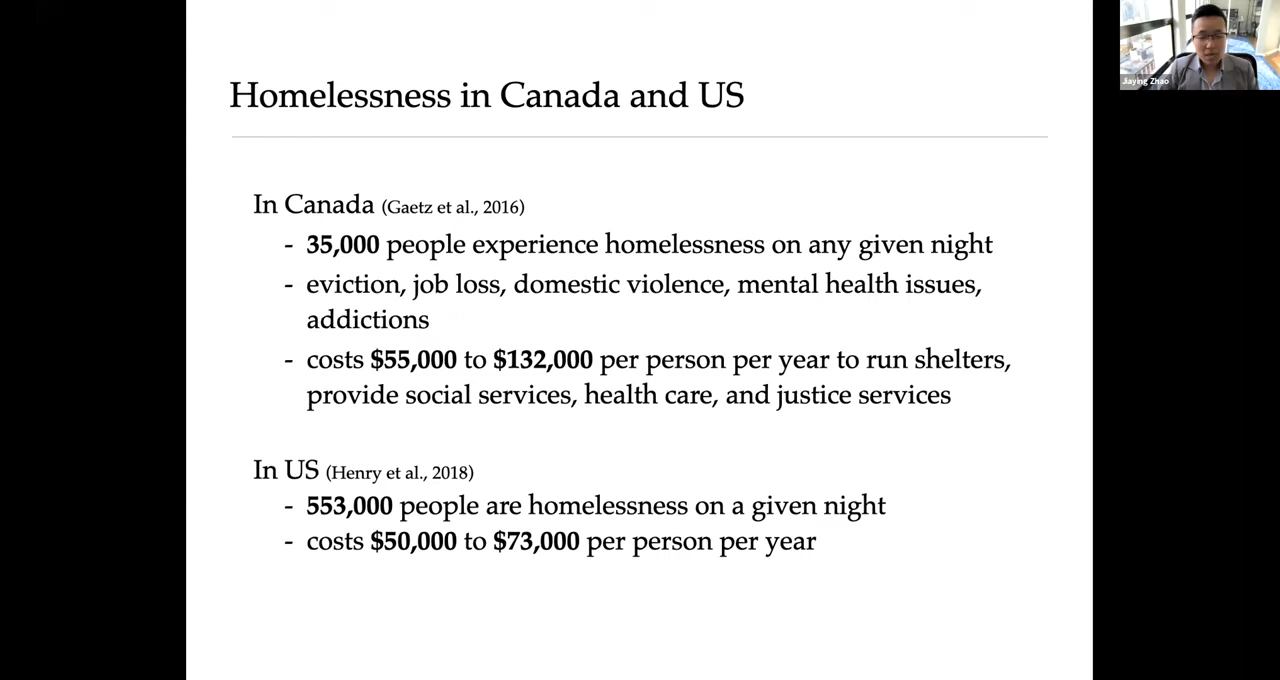 Homelessness in Canada and US
Jiaying Zhao
In Canada (Gaetz et al., 2016)
- 35,000 people experience homelessness on any given night
- eviction, job loss, domestic violence, mental health issues,
addictions
- costs $55,000 to $132,000 per person per year to run shelters,
provide social services, health care, and justice services
In US (Henry et al., 2018)
- 553,000 people are homelessness on a given night
- costs $50,000 to $73,000 per person per year